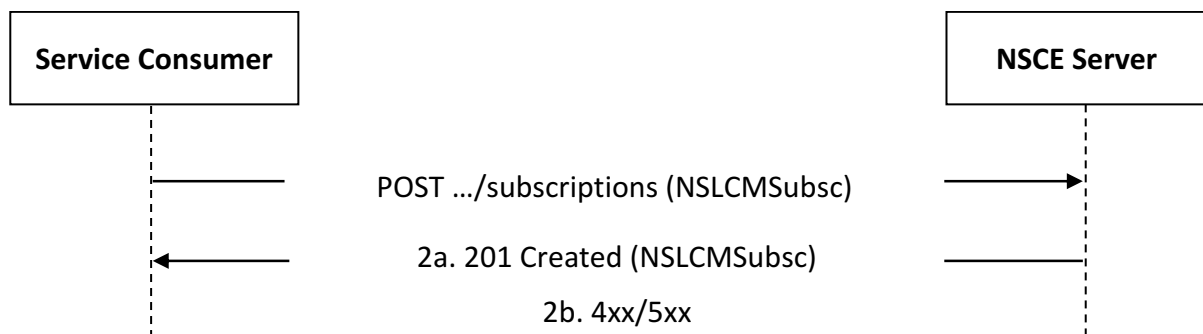 Service Consumer
NSCE Server
POST …/subscriptions (NSLCMSubsc)
2a. 201 Created (NSLCMSubsc)
2b. 4xx/5xx